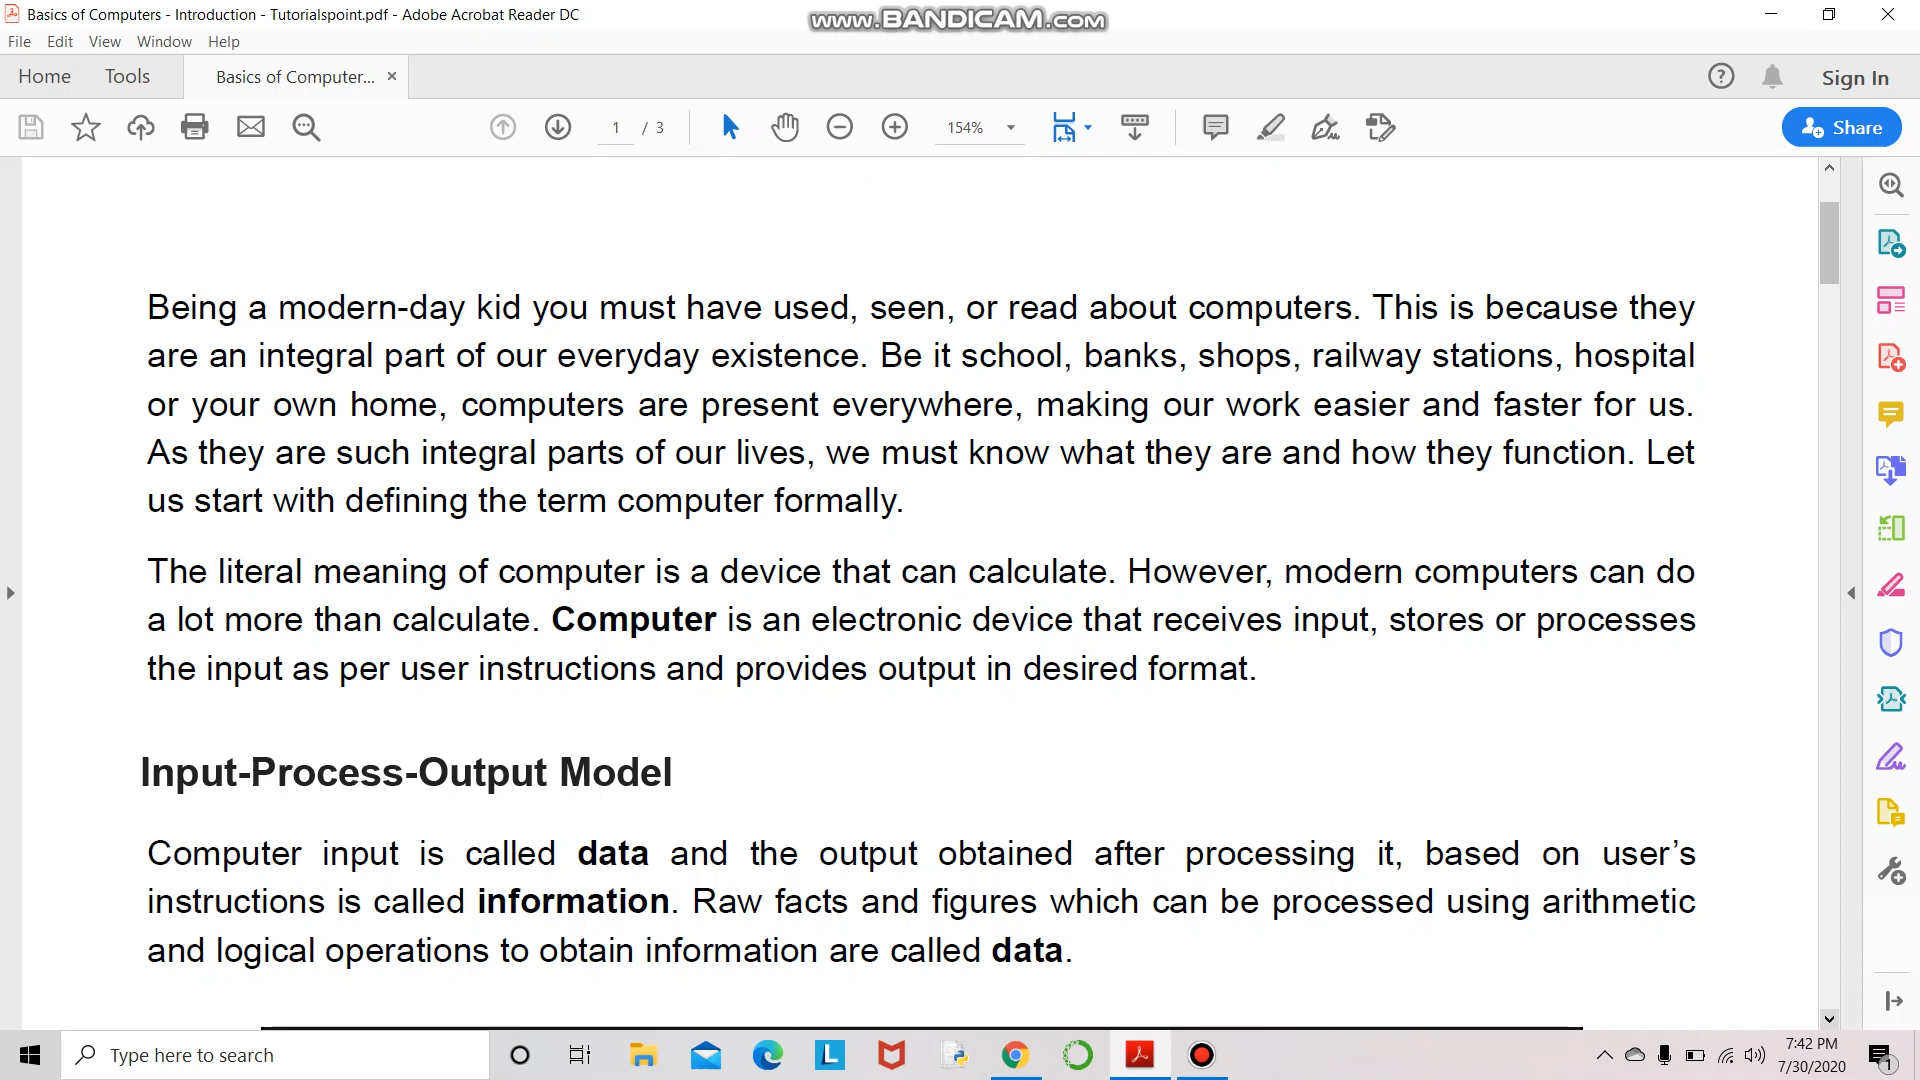 Basics of Computers - Introduction - Tutorialspoint.pdf - Adobe Acrobat Reader DC
www.BANDICAM.com
File Edit View Window Help
Home Tools Basics of Computer... × Sign In
1 / 3 154% Share
Being a modern-day kid you must have used, seen, or read about computers. This is because they
are an integral part of our everyday existence. Be it school, banks, shops, railway stations, hospital
or your own home, computers are present everywhere, making our work easier and faster for us.
As they are such integral parts of our lives, we must know what they are and how they function. Let
us start with defining the term computer formally.
The literal meaning of computer is a device that can calculate. However, modern computers can do
a lot more than calculate. Computer is an electronic device that receives input, stores or processes
the input as per user instructions and provides output in desired format.
Input-Process-Output Model
Computer input is called data and the output obtained after processing it, based on user’s
instructions is called information. Raw facts and figures which can be processed using arithmetic
and logical operations to obtain information are called data.
Type here to search
L
7:42 PM
7/30/2020
1